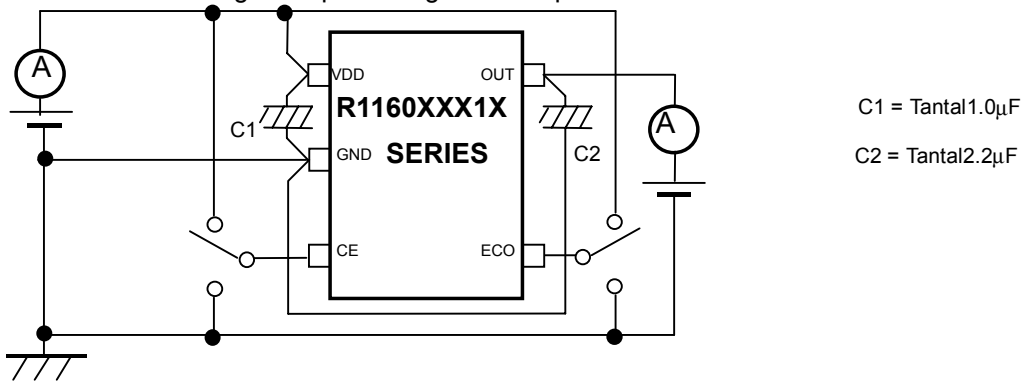 A
VDD
OUT
R1160XXX1X
C1
GND
SERIES
C2
A
C1 = Tantal1.0μF
C2 = Tantal2.2μF
CE
ECO